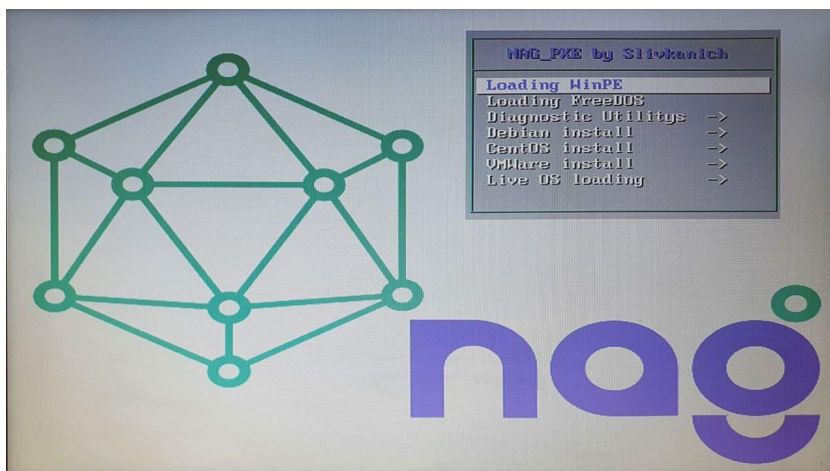 NAG_PXE by Slivkanich
Loading WinPE
Loading FreeDOS
Diagnostic Utilitys ->
Debian install ->
CentOS install ->
VMWare install ->
Live OS loading ->
nag